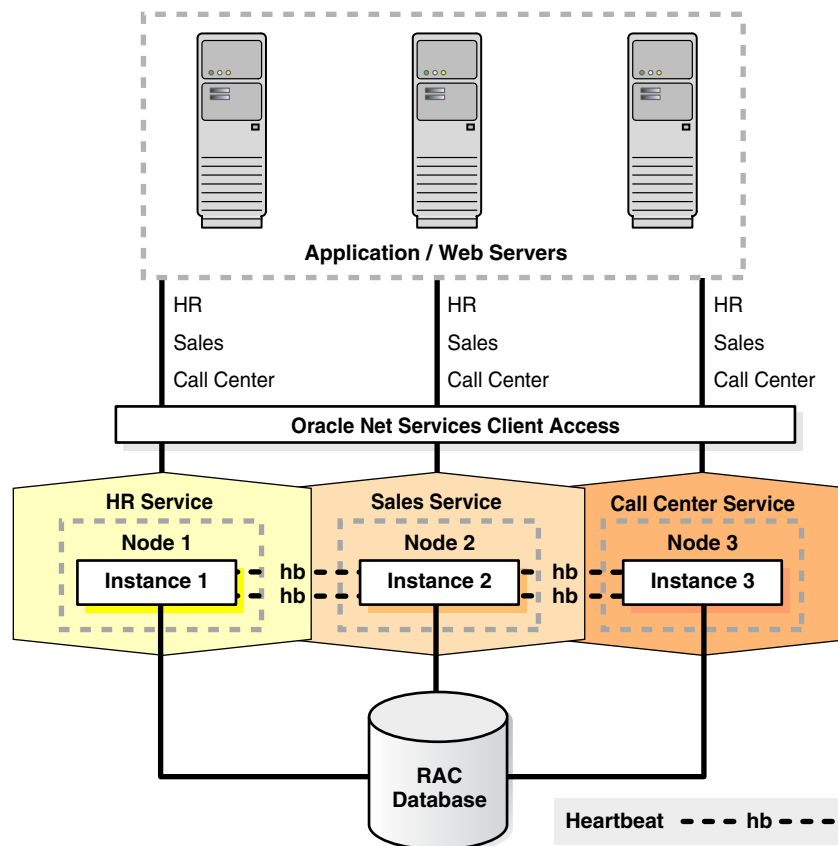 Application / Web Servers
HR
Sales
Call Center
HR
Sales
Call Center
HR
Sales
Call Center
Oracle Net Services Client Access
HR Service
Sales Service
Call Center Service
Node 1
Node 2
Node 3
Instance 1
hb
hb
Instance 2
hb
hb
Instance 3
RAC
Database
Heartbeat hb